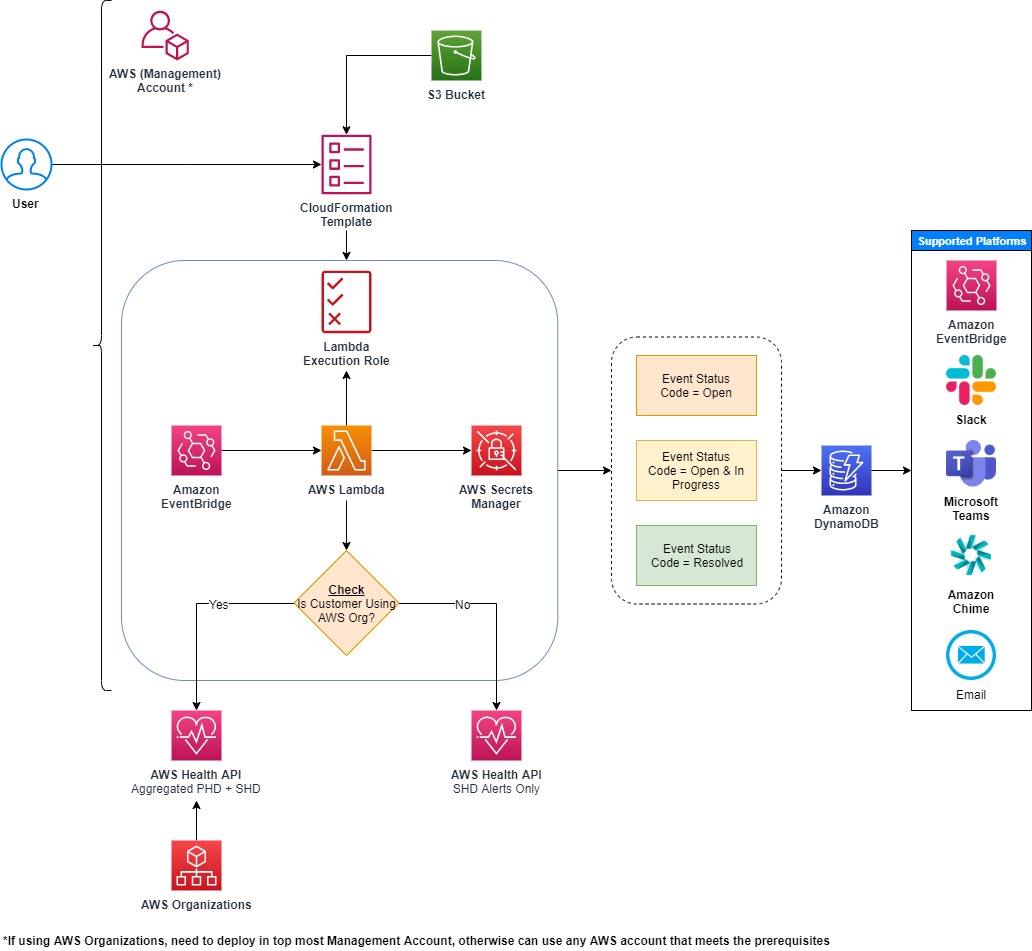 AWS (Management)
Account *
S3 Bucket
User
CloudFormation
Template
Lambda
Execution Role
Amazon
EventBridge
AWS Lambda
AWS Secrets
Manager
Check
Is Customer Using
AWS Org?
Yes
No
AWS Health API
Aggregated PHD + SHD
AWS Health API
SHD Alerts Only
AWS Organizations
Event Status
Code = Open
Event Status
Code = Open & In
Progress
Event Status
Code = Resolved
Amazon
DynamoDB
Supported Platforms
Amazon
EventBridge
Slack
T
Microsoft
Teams
Amazon
Chime
Email
*If using AWS Organizations, need to deploy in top most Management Account, otherwise can use any AWS account that meets the prerequisites